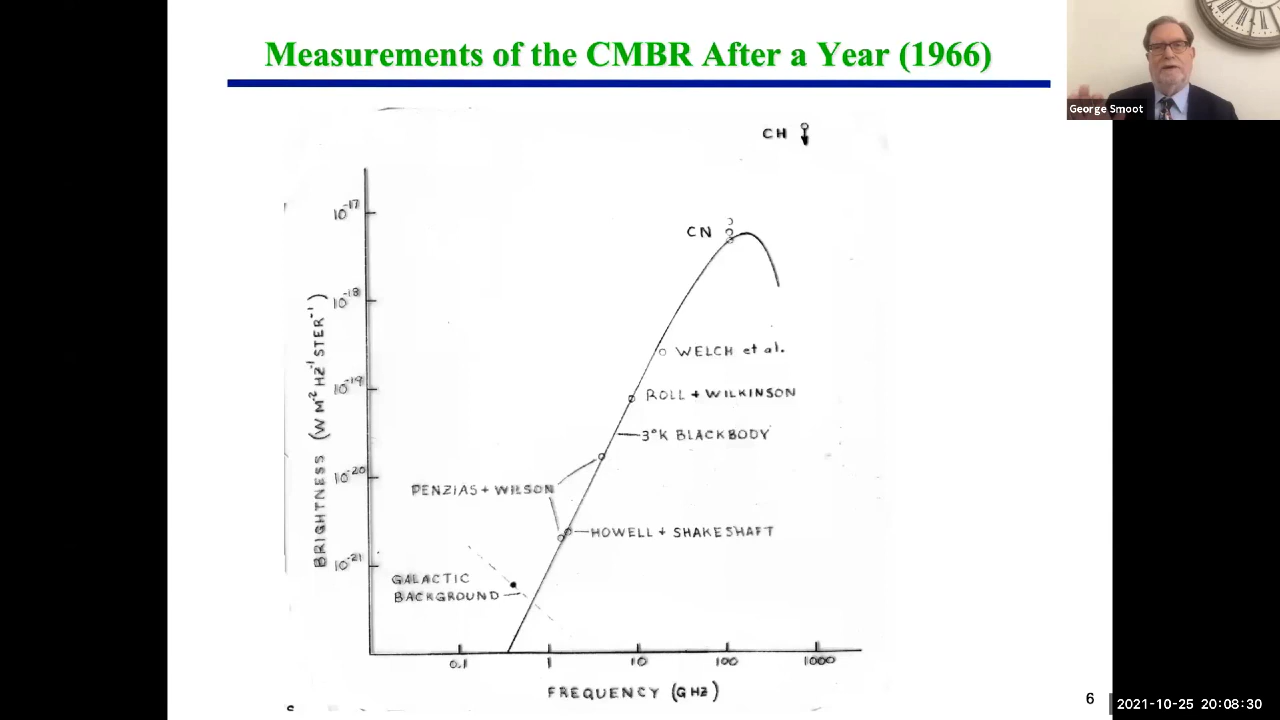 Measurements of the CMBR After a Year (1966)
George Smoot
CH
10-17
CN
10-18
WELCH et al.
10-19
ROLL + WILKINSON
3°K BLACKBODY
10-20
PENZIAS + WILSON
HOWELL + SHAKESHAFT
10-21
GALACTIC
BACKGROUND
BRIGHTNESS (W M-2 HZ-1 STER-1)
0.1 1 10 100 1000
FREQUENCY (GHZ)
6
2021-10-25 20:08:30